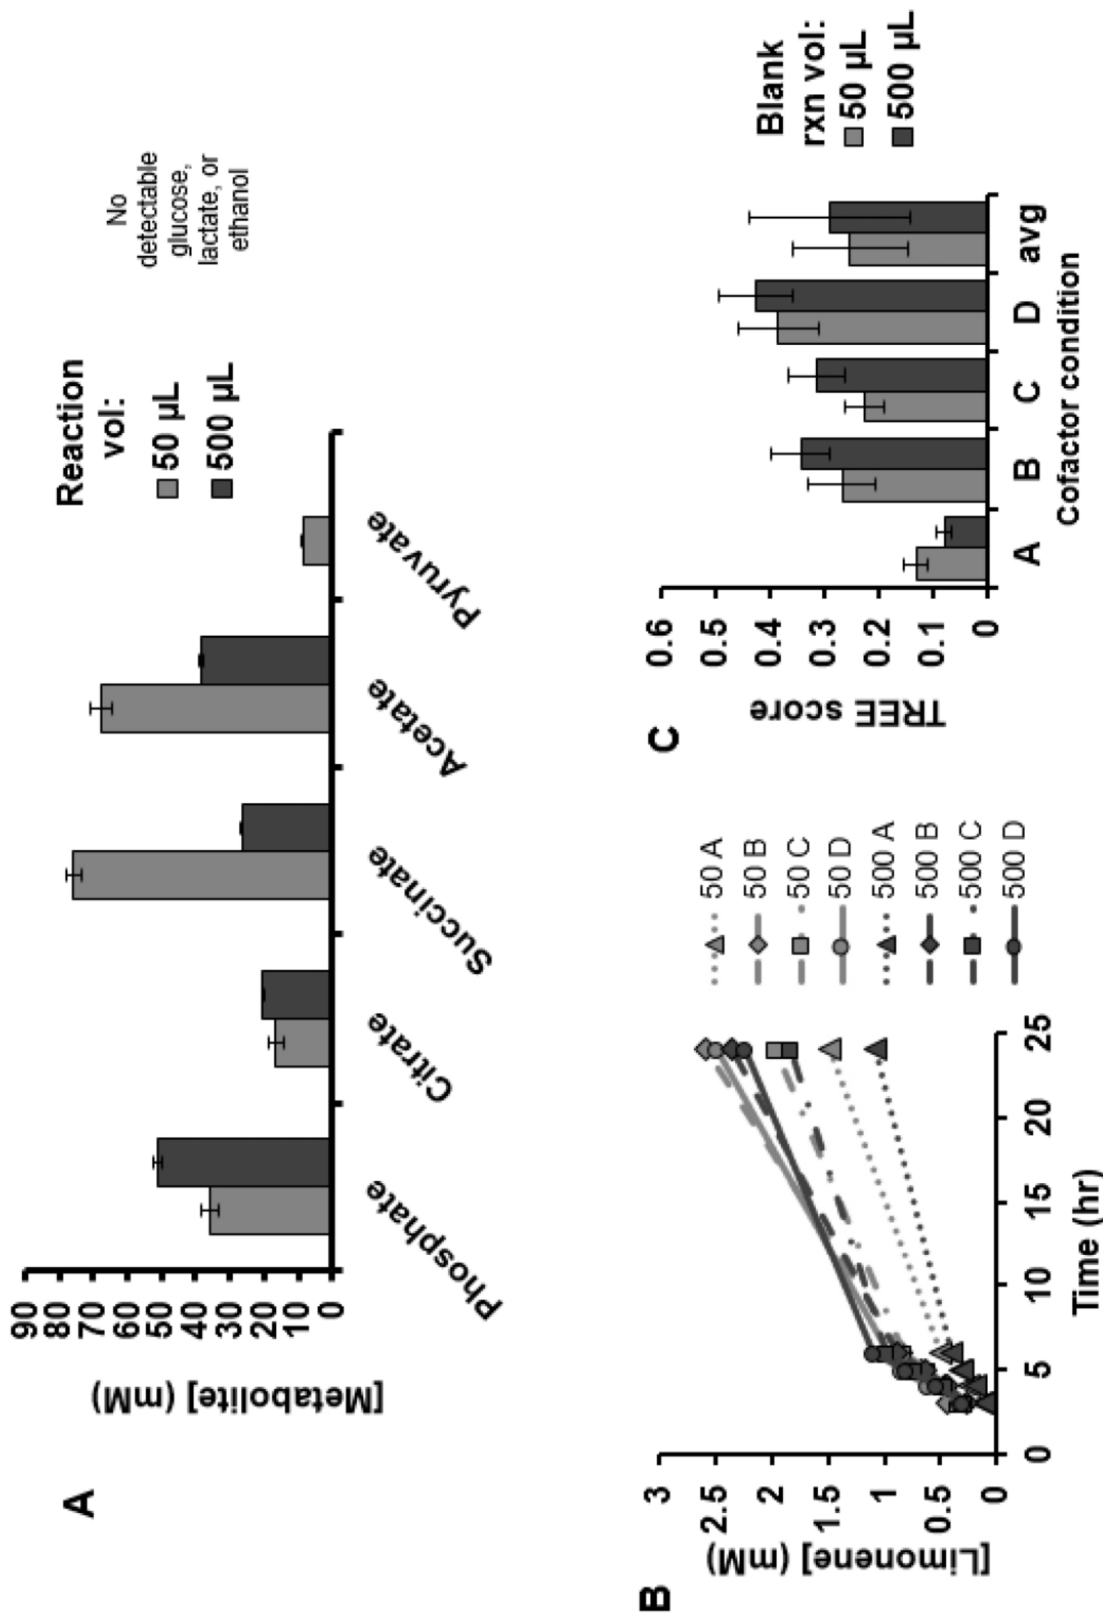 A
[Metabolite] (mM)
90
80
70
60
50
40
30
20
10
0
Phosphate
Citrate
Succinate
Acetate
Pyruvate
Reaction
vol:
50 µL
500 µL
No
detectable
glucose,
lactate, or
ethanol
B
[Limonene] (mM)
3
2.5
2
1.5
1
0.5
0
0
5
10
15
20
25
Time (hr)
50 A
50 B
50 C
50 D
500 A
500 B
500 C
500 D
C
TREE score
0.6
0.5
0.4
0.3
0.2
0.1
0
A
B
C
D
avg
Cofactor condition
Blank
rxn vol:
50 µL
500 µL